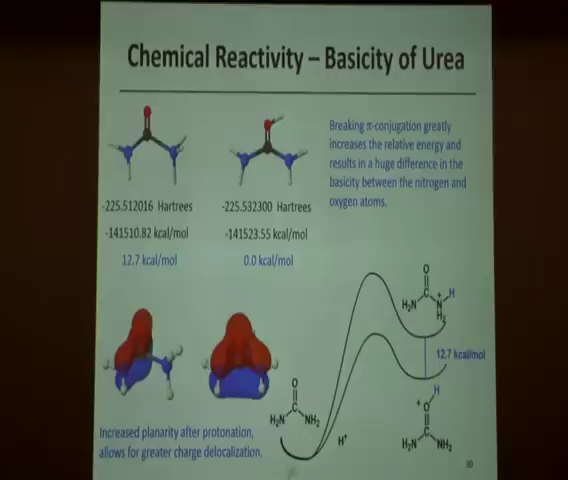 Chemical Reactivity – Basicity of Urea
Breaking π-conjugation greatly
increases the relative energy and
results in a huge difference in the
basicity between the nitrogen and
oxygen atoms.
-225.512016 Hartrees
-141510.82 kcal/mol
12.7 kcal/mol
-225.532300 Hartrees
-141523.55 kcal/mol
0.0 kcal/mol
O
H₂N
N
+
H
H₂
12.7 kcal/mol
O
H₂N
NH₂
H⁺
H
+
O
H₂N
NH₂
Increased planarity after protonation,
allows for greater charge delocalization.
30